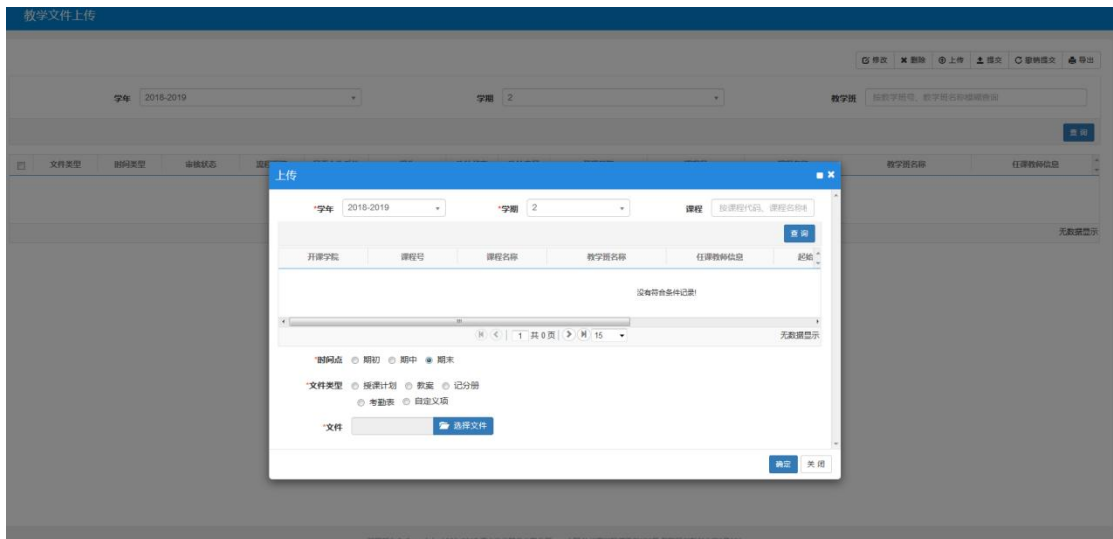 教学文件上传
修改 删除 上传 提交 撤销提交 导出
学年 2018-2019 学期 2 教学班 按教学班号、教学班名称模糊查询
查询
文件类型 时间类型 审核状态 教学班名称 任课教师信息
无数据显示
上传
*学年 2018-2019 *学期 2 课程 按课程代码、课程名称
查询
开课学院 课程号 课程名称 教学班名称 任课教师信息 起始
没有符合条件记录!
1 共 0 页 15 无数据显示
*时间点 期初 期中 期末
*文件类型 授课计划 教案 记分册
考勤表 自定义项
*文件 选择文件
确定 关闭